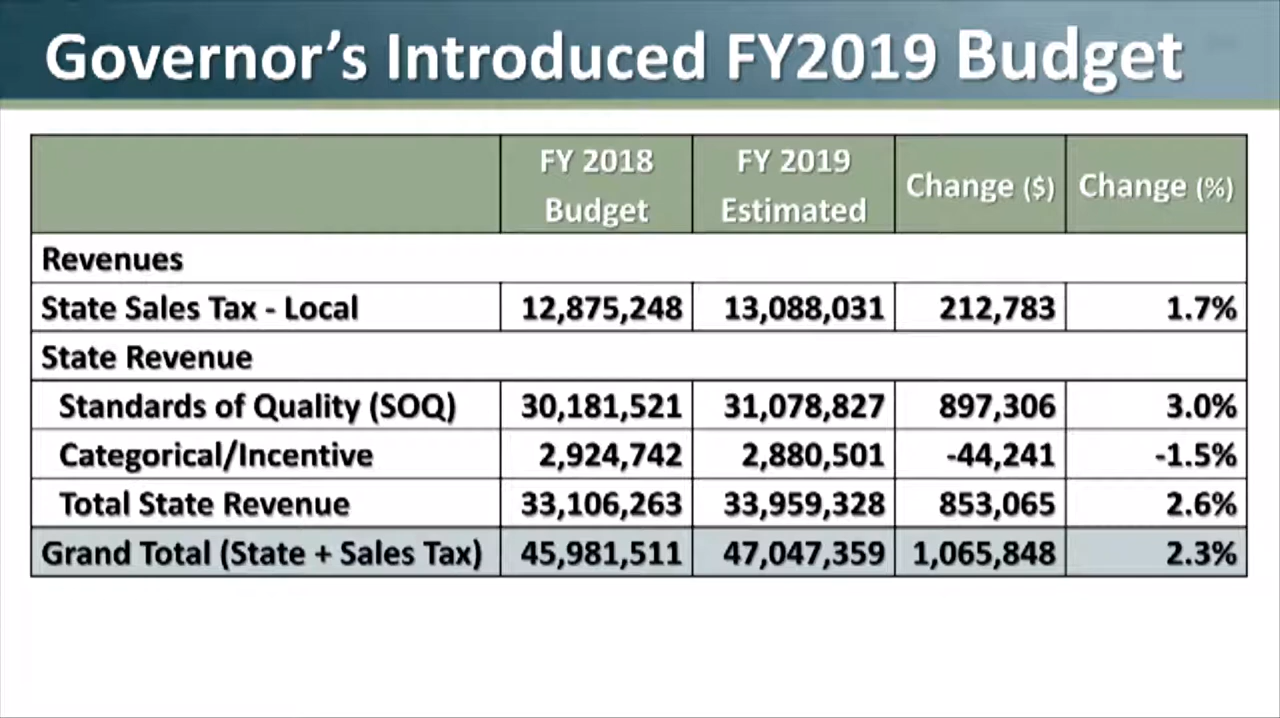 Governor's Introduced FY2019 Budget
FY 2018 Budget FY 2019 Estimated Change ($) Change (%)
Revenues
State Sales Tax - Local 12,875,248 13,088,031 212,783 1.7%
State Revenue
Standards of Quality (SOQ) 30,181,521 31,078,827 897,306 3.0%
Categorical/Incentive 2,924,742 2,880,501 -44,241 -1.5%
Total State Revenue 33,106,263 33,959,328 853,065 2.6%
Grand Total (State + Sales Tax) 45,981,511 47,047,359 1,065,848 2.3%